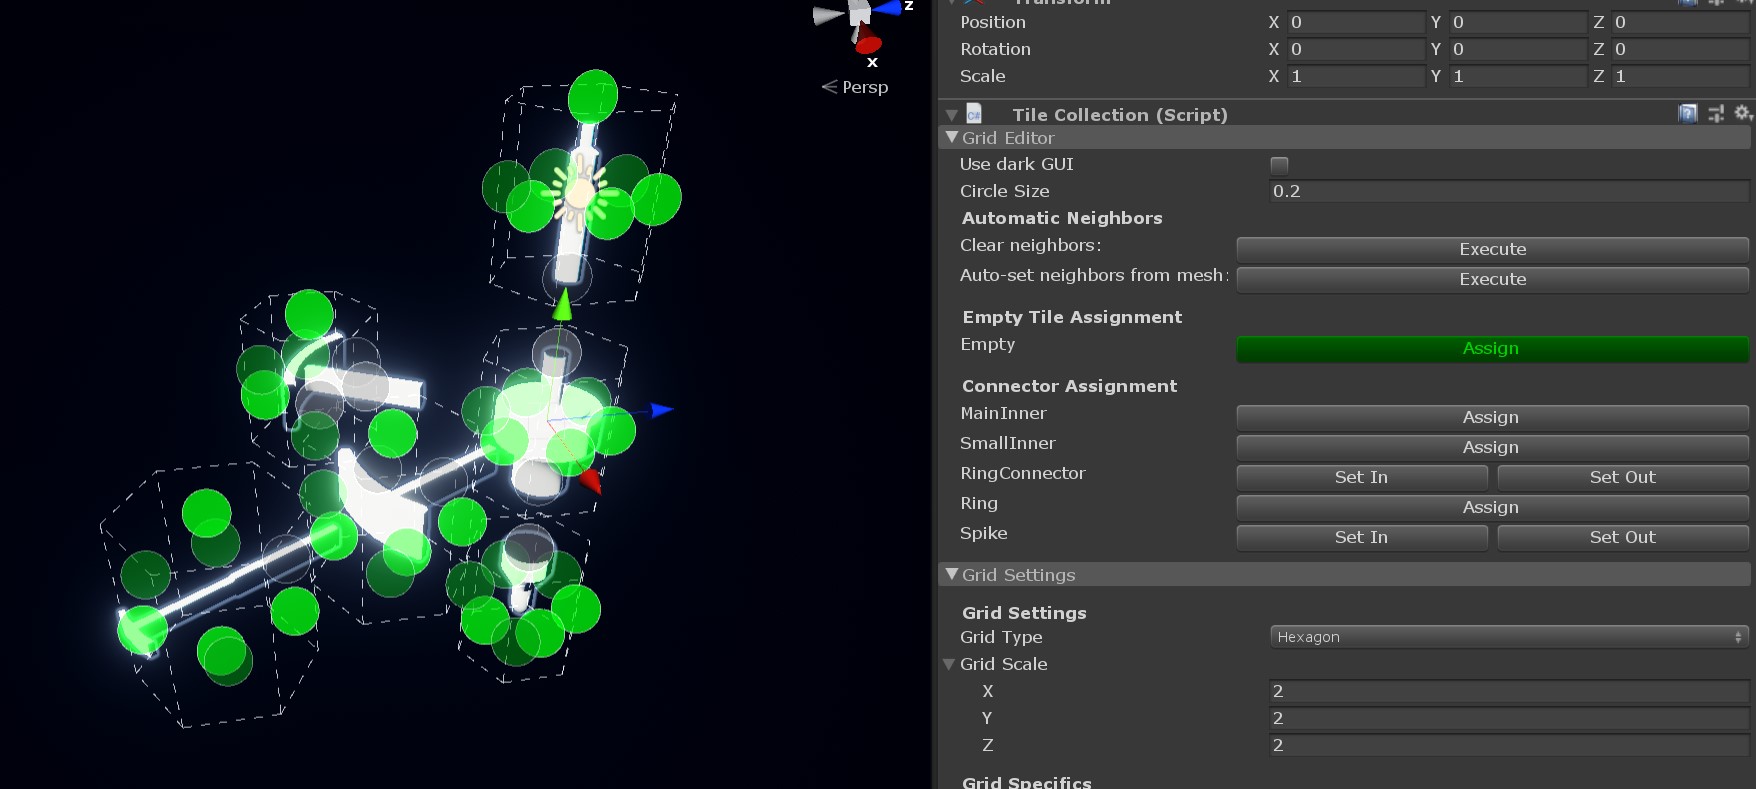 z
x
< Persp
Transform
Position X 0 Y 0 Z 0
Rotation X 0 Y 0 Z 0
Scale X 1 Y 1 Z 1
C# Tile Collection (Script)
Grid Editor
Use dark GUI
Circle Size 0.2
Automatic Neighbors
Clear neighbors: Execute
Auto-set neighbors from mesh: Execute
Empty Tile Assignment
Empty Assign
Connector Assignment
MainInner Assign
SmallInner Assign
RingConnector Set In Set Out
Ring Assign
Spike Set In Set Out
Grid Settings
Grid Settings
Grid Type Hexagon
Grid Scale
X 2
Y 2
Z 2
Grid Specifics